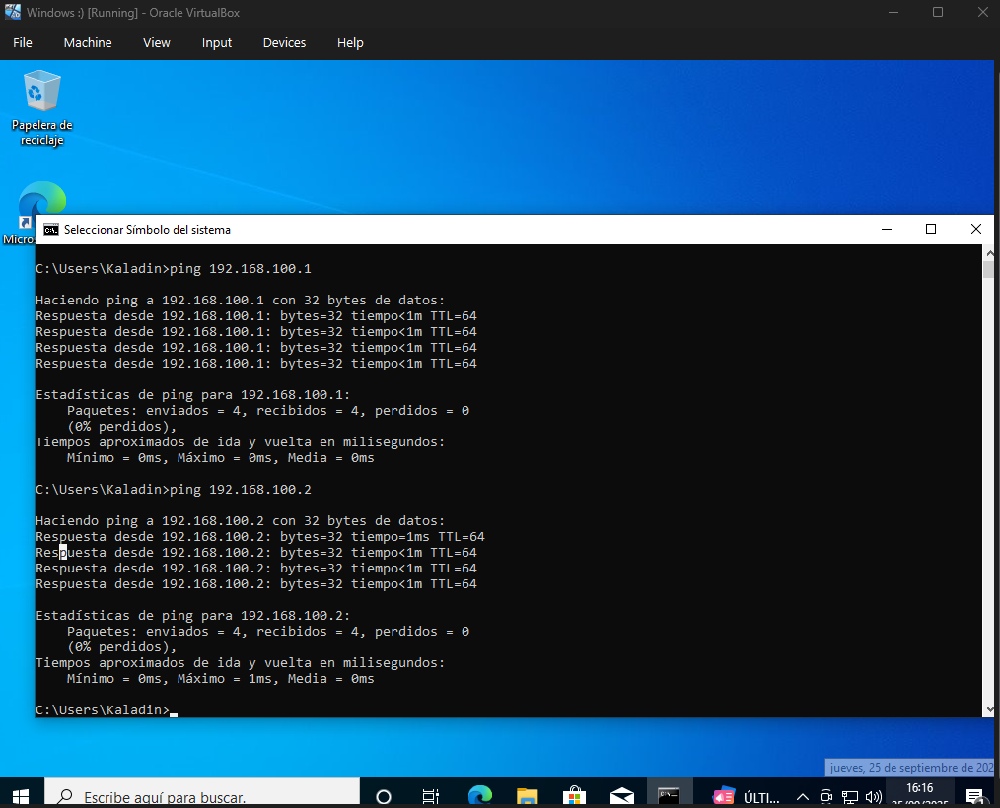 Windows :) [Running] - Oracle VirtualBox
File Machine View Input Devices Help
Papelera de
reciclaje
Micro
Seleccionar Símbolo del sistema
C:\Users\Kaladin>ping 192.168.100.1
Haciendo ping a 192.168.100.1 con 32 bytes de datos:
Respuesta desde 192.168.100.1: bytes=32 tiempo<1m TTL=64
Respuesta desde 192.168.100.1: bytes=32 tiempo<1m TTL=64
Respuesta desde 192.168.100.1: bytes=32 tiempo<1m TTL=64
Respuesta desde 192.168.100.1: bytes=32 tiempo<1m TTL=64
Estadísticas de ping para 192.168.100.1:
Paquetes: enviados = 4, recibidos = 4, perdidos = 0
(0% perdidos),
Tiempos aproximados de ida y vuelta en milisegundos:
Mínimo = 0ms, Máximo = 0ms, Media = 0ms
C:\Users\Kaladin>ping 192.168.100.2
Haciendo ping a 192.168.100.2 con 32 bytes de datos:
Respuesta desde 192.168.100.2: bytes=32 tiempo=1ms TTL=64
Respuesta desde 192.168.100.2: bytes=32 tiempo<1m TTL=64
Respuesta desde 192.168.100.2: bytes=32 tiempo<1m TTL=64
Respuesta desde 192.168.100.2: bytes=32 tiempo<1m TTL=64
Estadísticas de ping para 192.168.100.2:
Paquetes: enviados = 4, recibidos = 4, perdidos = 0
(0% perdidos),
Tiempos aproximados de ida y vuelta en milisegundos:
Mínimo = 0ms, Máximo = 1ms, Media = 0ms
C:\Users\Kaladin>
jueves, 25 de septiembre de 202
Escribe aquí para buscar.
ÚLTI...
16:16
25/09/2025